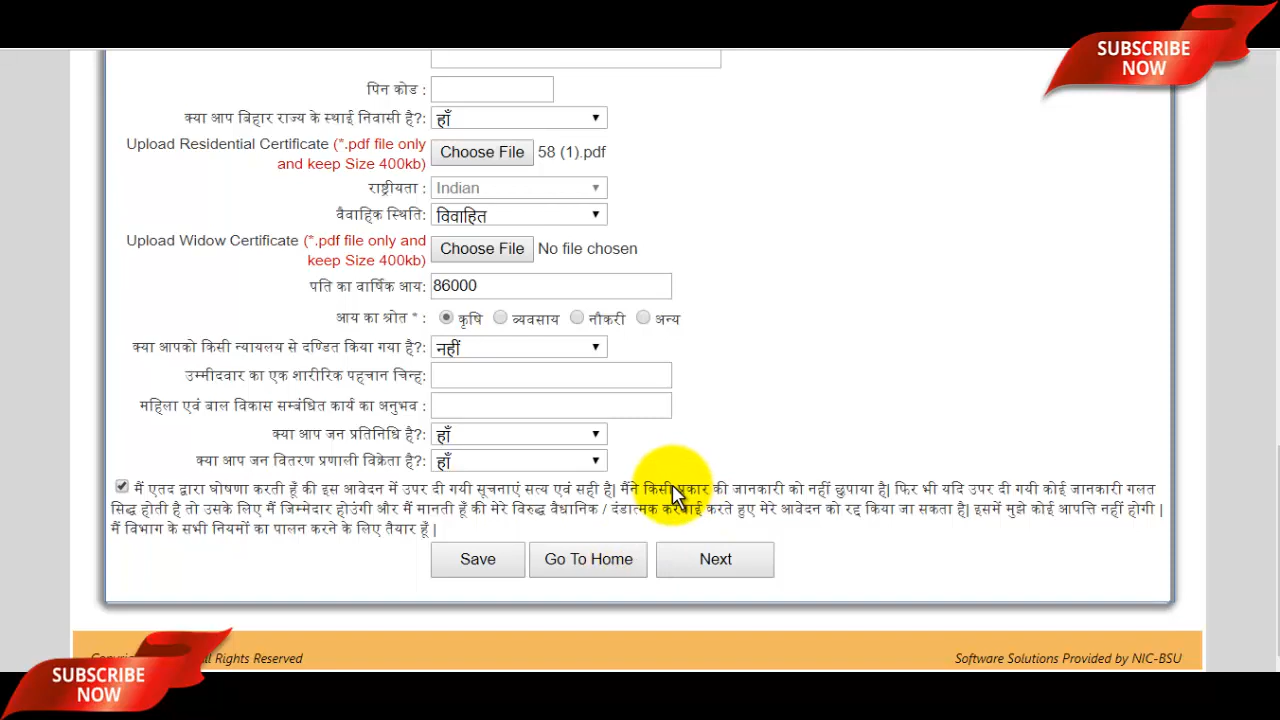 SUBSCRIBE
NOW
पिन कोड :
क्या आप बिहार राज्य के स्थाई निवासी है?: हाँ
Upload Residential Certificate (*.pdf file only
and keep Size 400kb)
Choose File 58 (1).pdf
राष्ट्रीयता : Indian
वैवाहिक स्थिति: विवाहित
Upload Widow Certificate (*.pdf file only and
keep Size 400kb)
Choose File No file chosen
पति का वार्षिक आय: 86000
आय का श्रोत * : कृषि व्यवसाय नौकरी अन्य
क्या आपको किसी न्यायलय से दण्डित किया गया है?: नहीं
उम्मीदवार का एक शारीरिक पहचान चिन्ह:
महिला एवं बाल विकास सम्बंधित कार्य का अनुभव :
क्या आप जन प्रतिनिधि है?: हाँ
क्या आप जन वितरण प्रणाली विक्रेता है?: हाँ
मैं एतद द्वारा घोषणा करती हूँ की इस आवेदन में उपर दी गयी सूचनाएं सत्य एवं सही है| मैंने किसी प्रकार की जानकारी को नहीं छुपाया है| फिर भी यदि उपर दी गयी कोई जानकारी गलत
सिद्ध होती है तो उसके लिए मैं जिम्मेदार होउंगी और मैं मानती हूँ की मेरे विरुद्ध वैधानिक / दंडात्मक करवाई करते हुए मेरे आवेदन को रद्द किया जा सकता है| इसमें मुझे कोई आपत्ति नहीं होगी |
मैं विभाग के सभी नियमों का पालन करने के लिए तैयार हूँ |
Save Go To Home Next
All Rights Reserved
Software Solutions Provided by NIC-BSU
SUBSCRIBE
NOW